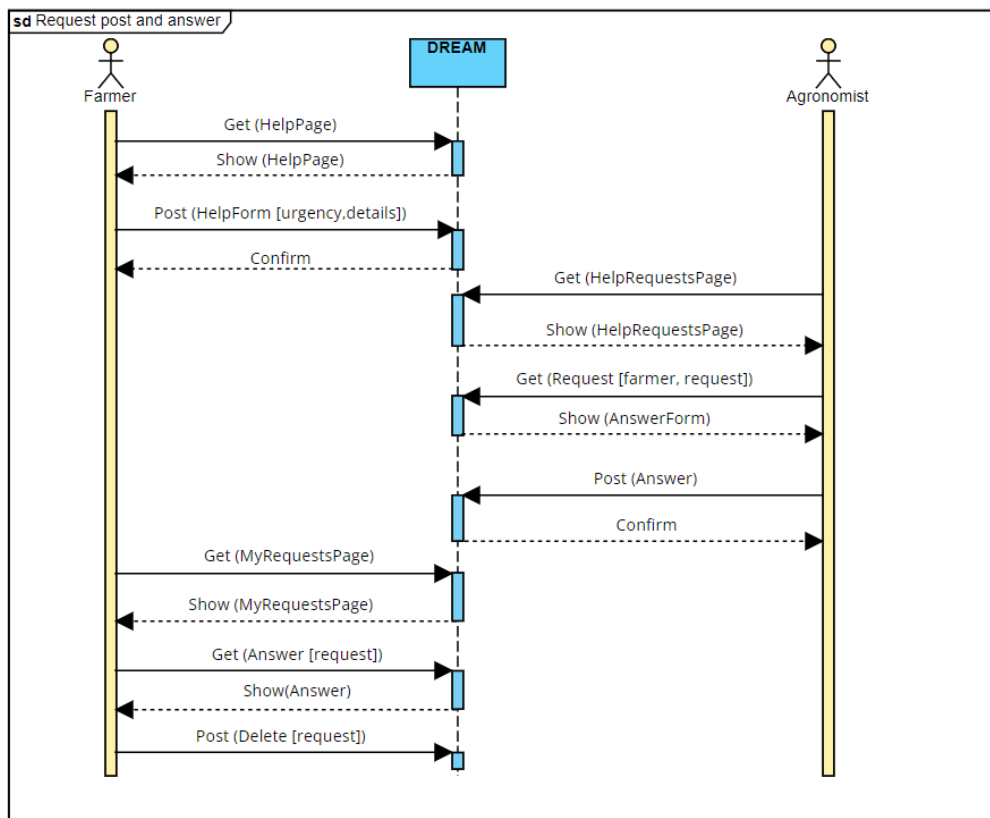 sd Request post and answer
DREAM
Farmer
Agronomist
Get (HelpPage)
Show (HelpPage)
Post (HelpForm [urgency,details])
Confirm
Get (HelpRequestsPage)
Show (HelpRequestsPage)
Get (Request [farmer, request])
Show (AnswerForm)
Post (Answer)
Confirm
Get (MyRequestsPage)
Show (MyRequestsPage)
Get (Answer [request])
Show(Answer)
Post (Delete [request])